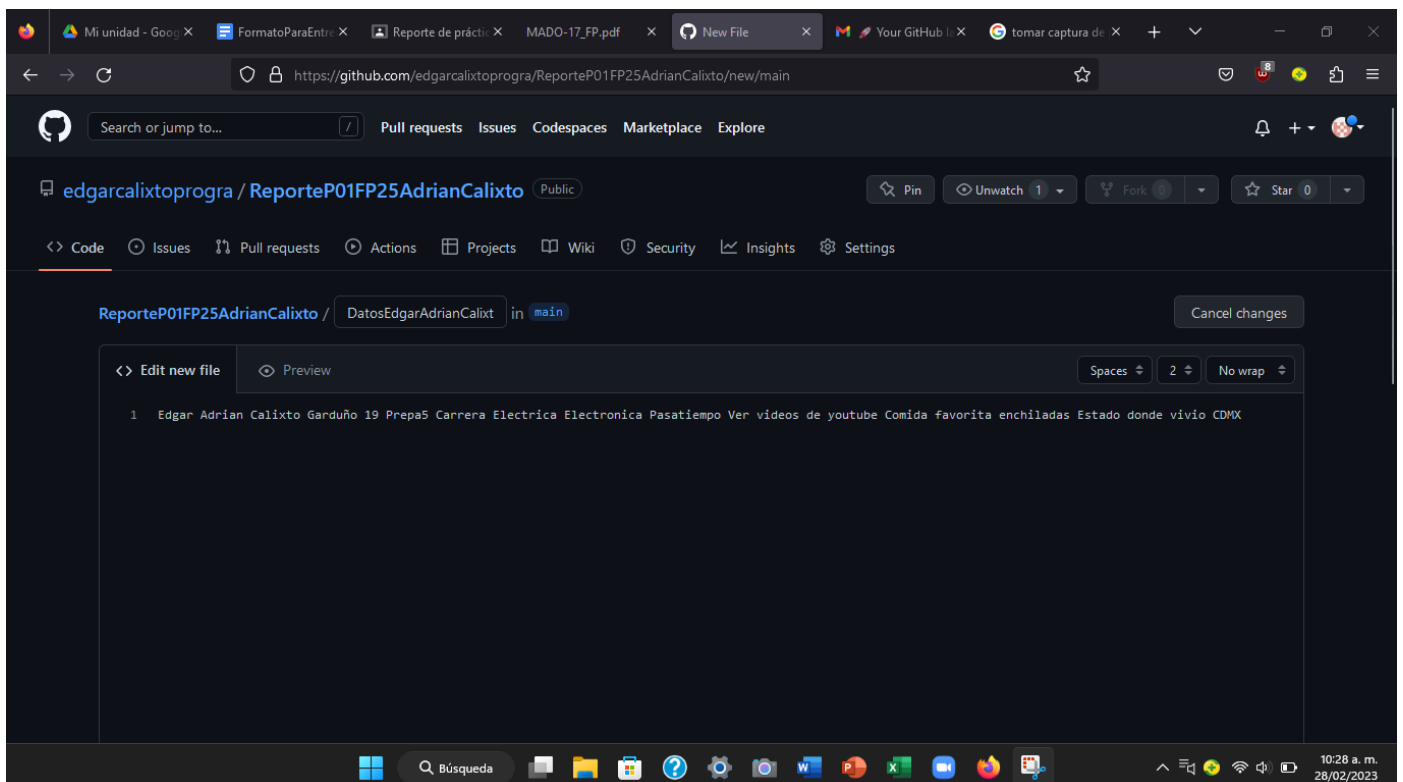 Mi unidad - Goog
FormatoParaEntre
Reporte de práctic
MADO-17_FP.pdf
New File
Your GitHub la
tomar captura de
https://github.com/edgarcalixtoprogra/ReporteP01FP25AdrianCalixto/new/main
8
Search or jump to...
/
Pull requests Issues Codespaces Marketplace Explore
edgarcalixtoprogra / ReporteP01FP25AdrianCalixto Public
Pin
Unwatch 1
Fork 0
Star 0
<> Code Issues Pull requests Actions Projects Wiki Security Insights Settings
ReporteP01FP25AdrianCalixto / DatosEdgarAdrianCalixt in main
Cancel changes
<> Edit new file Preview
Spaces 2 No wrap
1 Edgar Adrian Calixto Garduño 19 Prepa5 Carrera Electrica Electronica Pasatiempo Ver videos de youtube Comida favorita enchiladas Estado donde vivio CDMX
Búsqueda
10:28 a. m.
28/02/2023